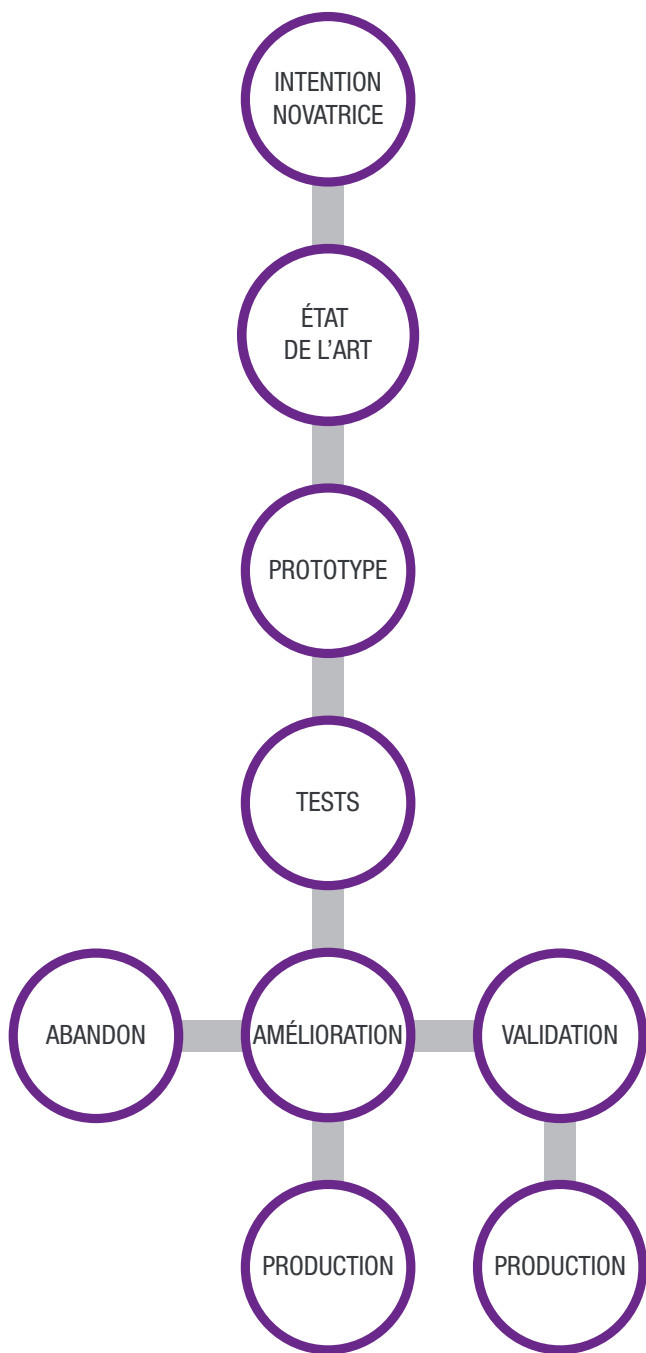 INTENTION
NOVATRICE
ÉTAT
DE L’ART
PROTOTYPE
TESTS
ABANDON
AMÉLIORATION
VALIDATION
PRODUCTION
PRODUCTION